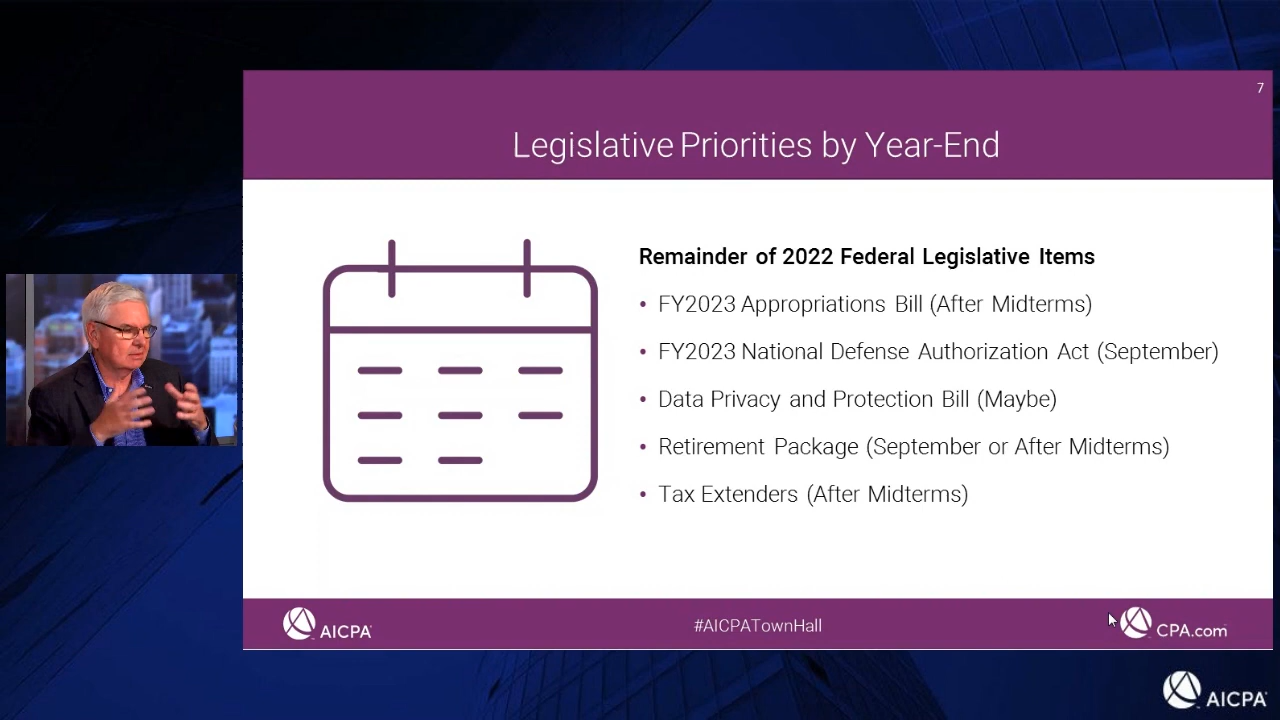 7
Legislative Priorities by Year-End
Remainder of 2022 Federal Legislative Items
• FY2023 Appropriations Bill (After Midterms)
• FY2023 National Defense Authorization Act (September)
• Data Privacy and Protection Bill (Maybe)
• Retirement Package (September or After Midterms)
• Tax Extenders (After Midterms)
AICPA
#AICPATownHall
CPA.com
AICPA